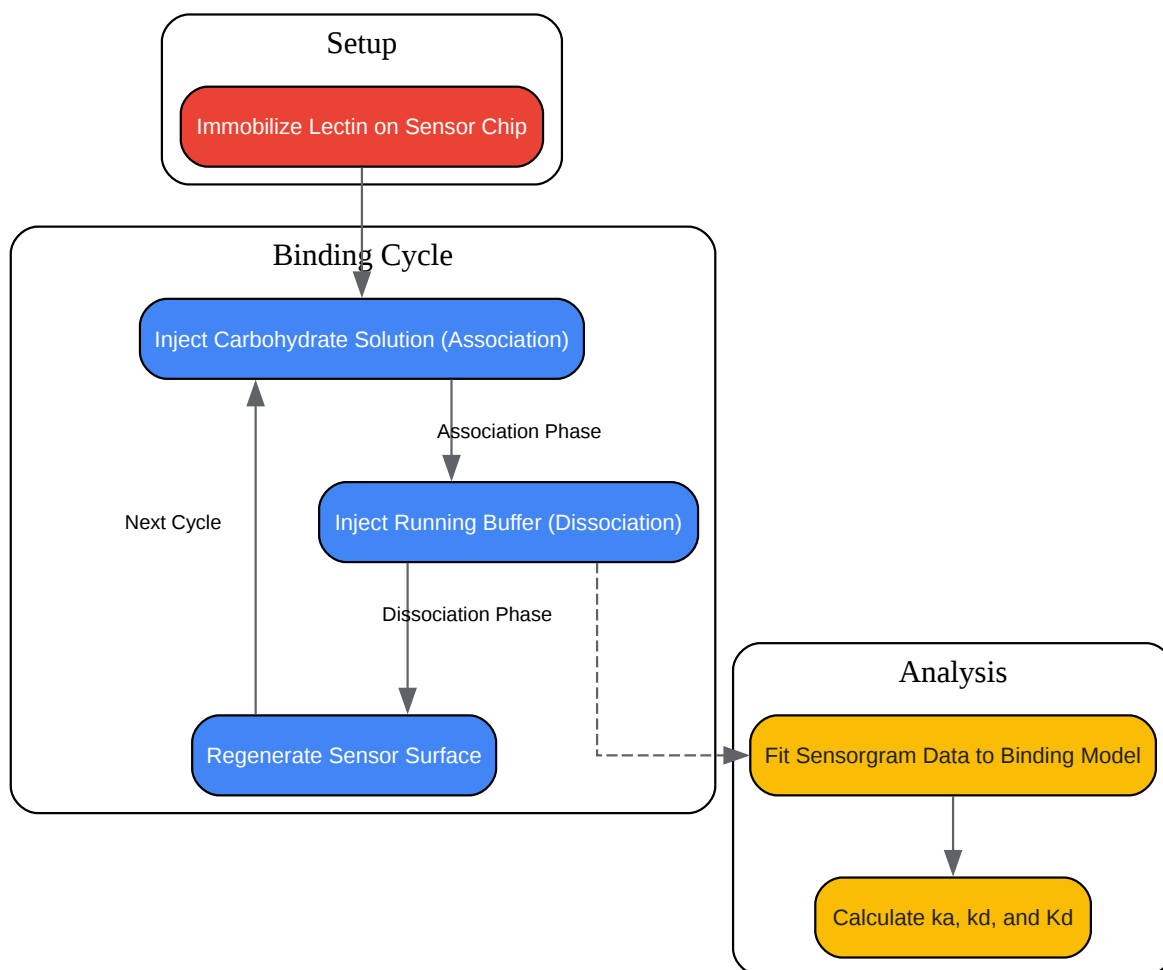 Setup
Immobilize Lectin on Sensor Chip
Binding Cycle
Inject Carbohydrate Solution (Association)
Association Phase
Next Cycle
Inject Running Buffer (Dissociation)
Dissociation Phase
Regenerate Sensor Surface
Analysis
Fit Sensorgram Data to Binding Model
Calculate ka, kd, and Kd